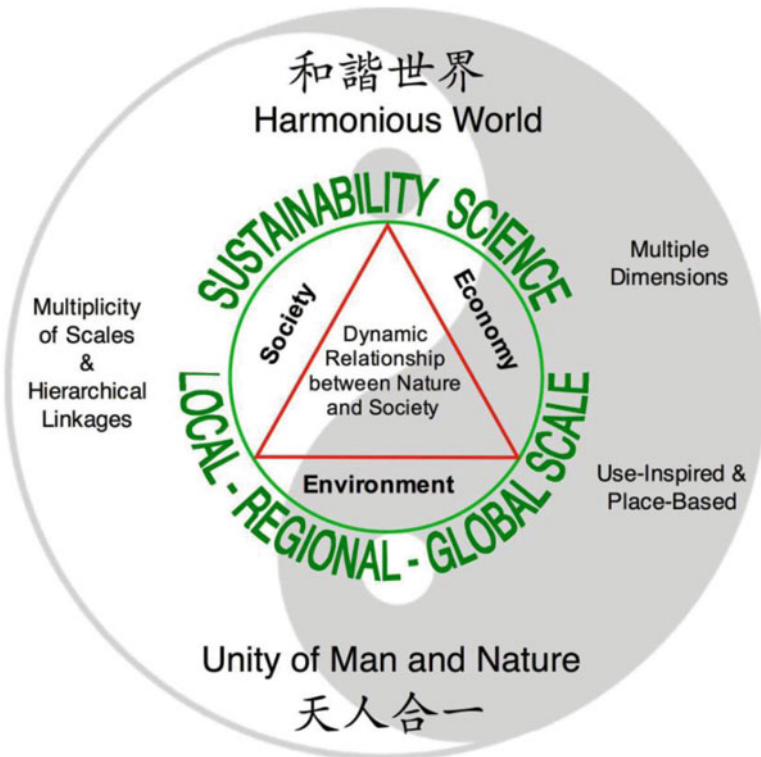 和諧世界
Harmonious World
SUSTAINABILITY SCIENCE
Multiple
Dimensions
Society
Economy
Multiplicity
of Scales
&
Hierarchical
Linkages
Dynamic
Relationship
between Nature
and Society
Environment
Use-Inspired &
Place-Based
LOCAL - REGIONAL - GLOBAL SCALE
Unity of Man and Nature
天人合一